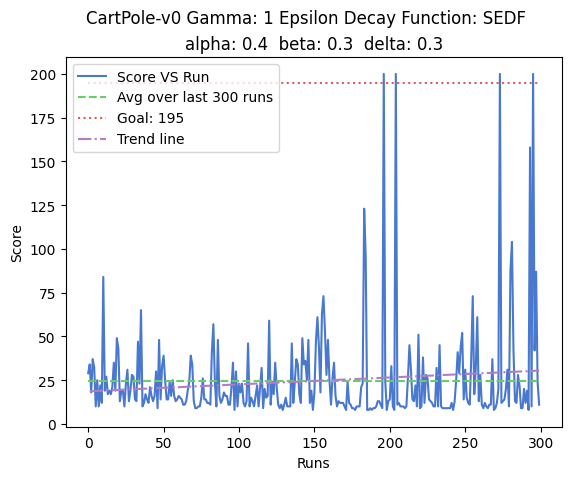 CartPole-v0 Gamma: 1 Epsilon Decay Function: SEDF
alpha: 0.4  beta: 0.3  delta: 0.3
Score VS Run
Avg over last 300 runs
Goal: 195
Trend line
200
175
150
125
100
75
50
25
0
Score
0
50
100
150
200
250
300
Runs